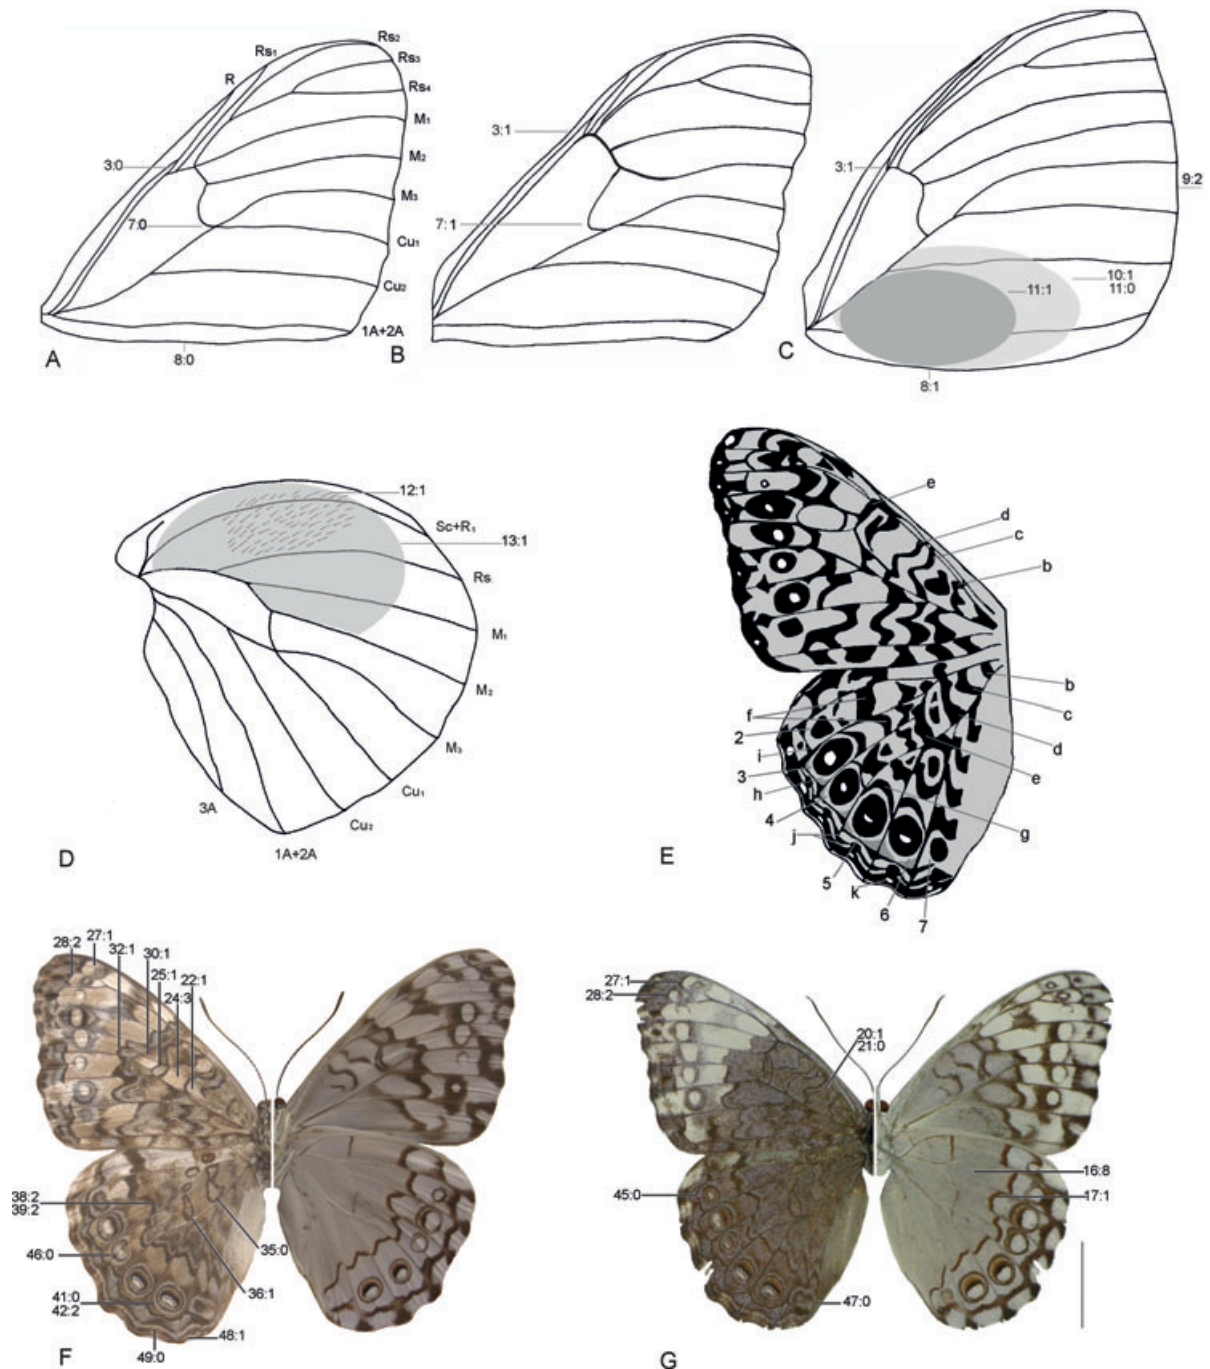 Rs1
Rs2
Rs3
R
Rs4
M1
3:0
M2
M3
7:0
Cu1
Cu2
1A+2A
A
8:0
3:1
7:1
B
3:1
9:2
10:1
11:0
11:1
C
8:1
12:1
Sc+R1
13:1
Rs
M1
M2
M3
Cu1
Cu2
3A
1A+2A
D
e
d
c
b
b
c
d
e
g
f
2
i
3
h
4
j
5
k
6
7
E
28:2
27:1
32:1
30:1
25:1
24:3
22:1
38:2
39:2
46:0
35:0
36:1
41:0
42:2
48:1
49:0
F
27:1
28:2
20:1
21:0
16:8
17:1
45:0
47:0
G